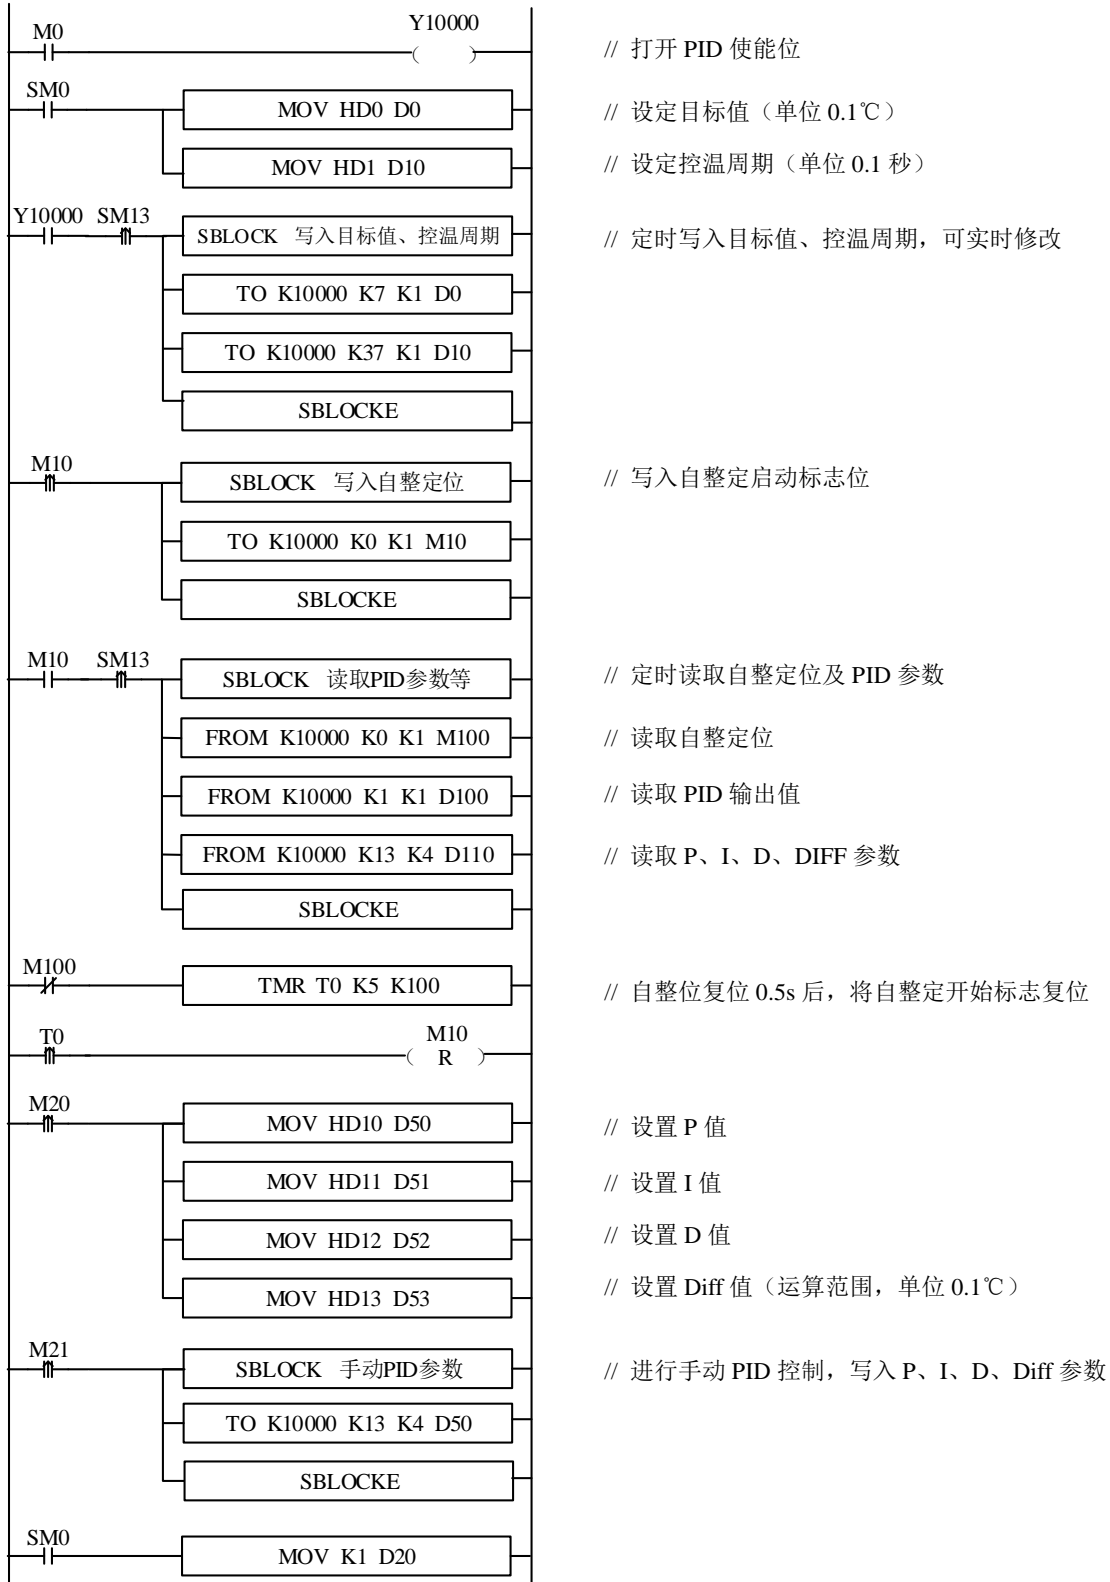 M0 Y10000
( ) // 打开 PID 使能位
SM0
MOV HD0 D0 // 设定目标值（单位 0.1℃）
MOV HD1 D10 // 设定控温周期（单位 0.1 秒）
Y10000 SM13
SBLOCK 写入目标值、控温周期 // 定时写入目标值、控温周期，可实时修改
TO K10000 K7 K1 D0
TO K10000 K37 K1 D10
SBLOCKE
M10
SBLOCK 写入自整定位 // 写入自整定启动标志位
TO K10000 K0 K1 M10
SBLOCKE
M10 SM13
SBLOCK 读取PID参数等 // 定时读取自整定位及 PID 参数
FROM K10000 K0 K1 M100 // 读取自整定位
FROM K10000 K1 K1 D100 // 读取 PID 输出值
FROM K10000 K13 K4 D110 // 读取 P、I、D、DIFF 参数
SBLOCKE
M100
TMR T0 K5 K100 // 自整位复位 0.5s 后，将自整定开始标志复位
T0 M10
( R )
M20
MOV HD10 D50 // 设置 P 值
MOV HD11 D51 // 设置 I 值
MOV HD12 D52 // 设置 D 值
MOV HD13 D53 // 设置 Diff 值（运算范围，单位 0.1℃）
M21
SBLOCK 手动PID参数 // 进行手动 PID 控制，写入 P、I、D、Diff 参数
TO K10000 K13 K4 D50
SBLOCKE
SM0
MOV K1 D20